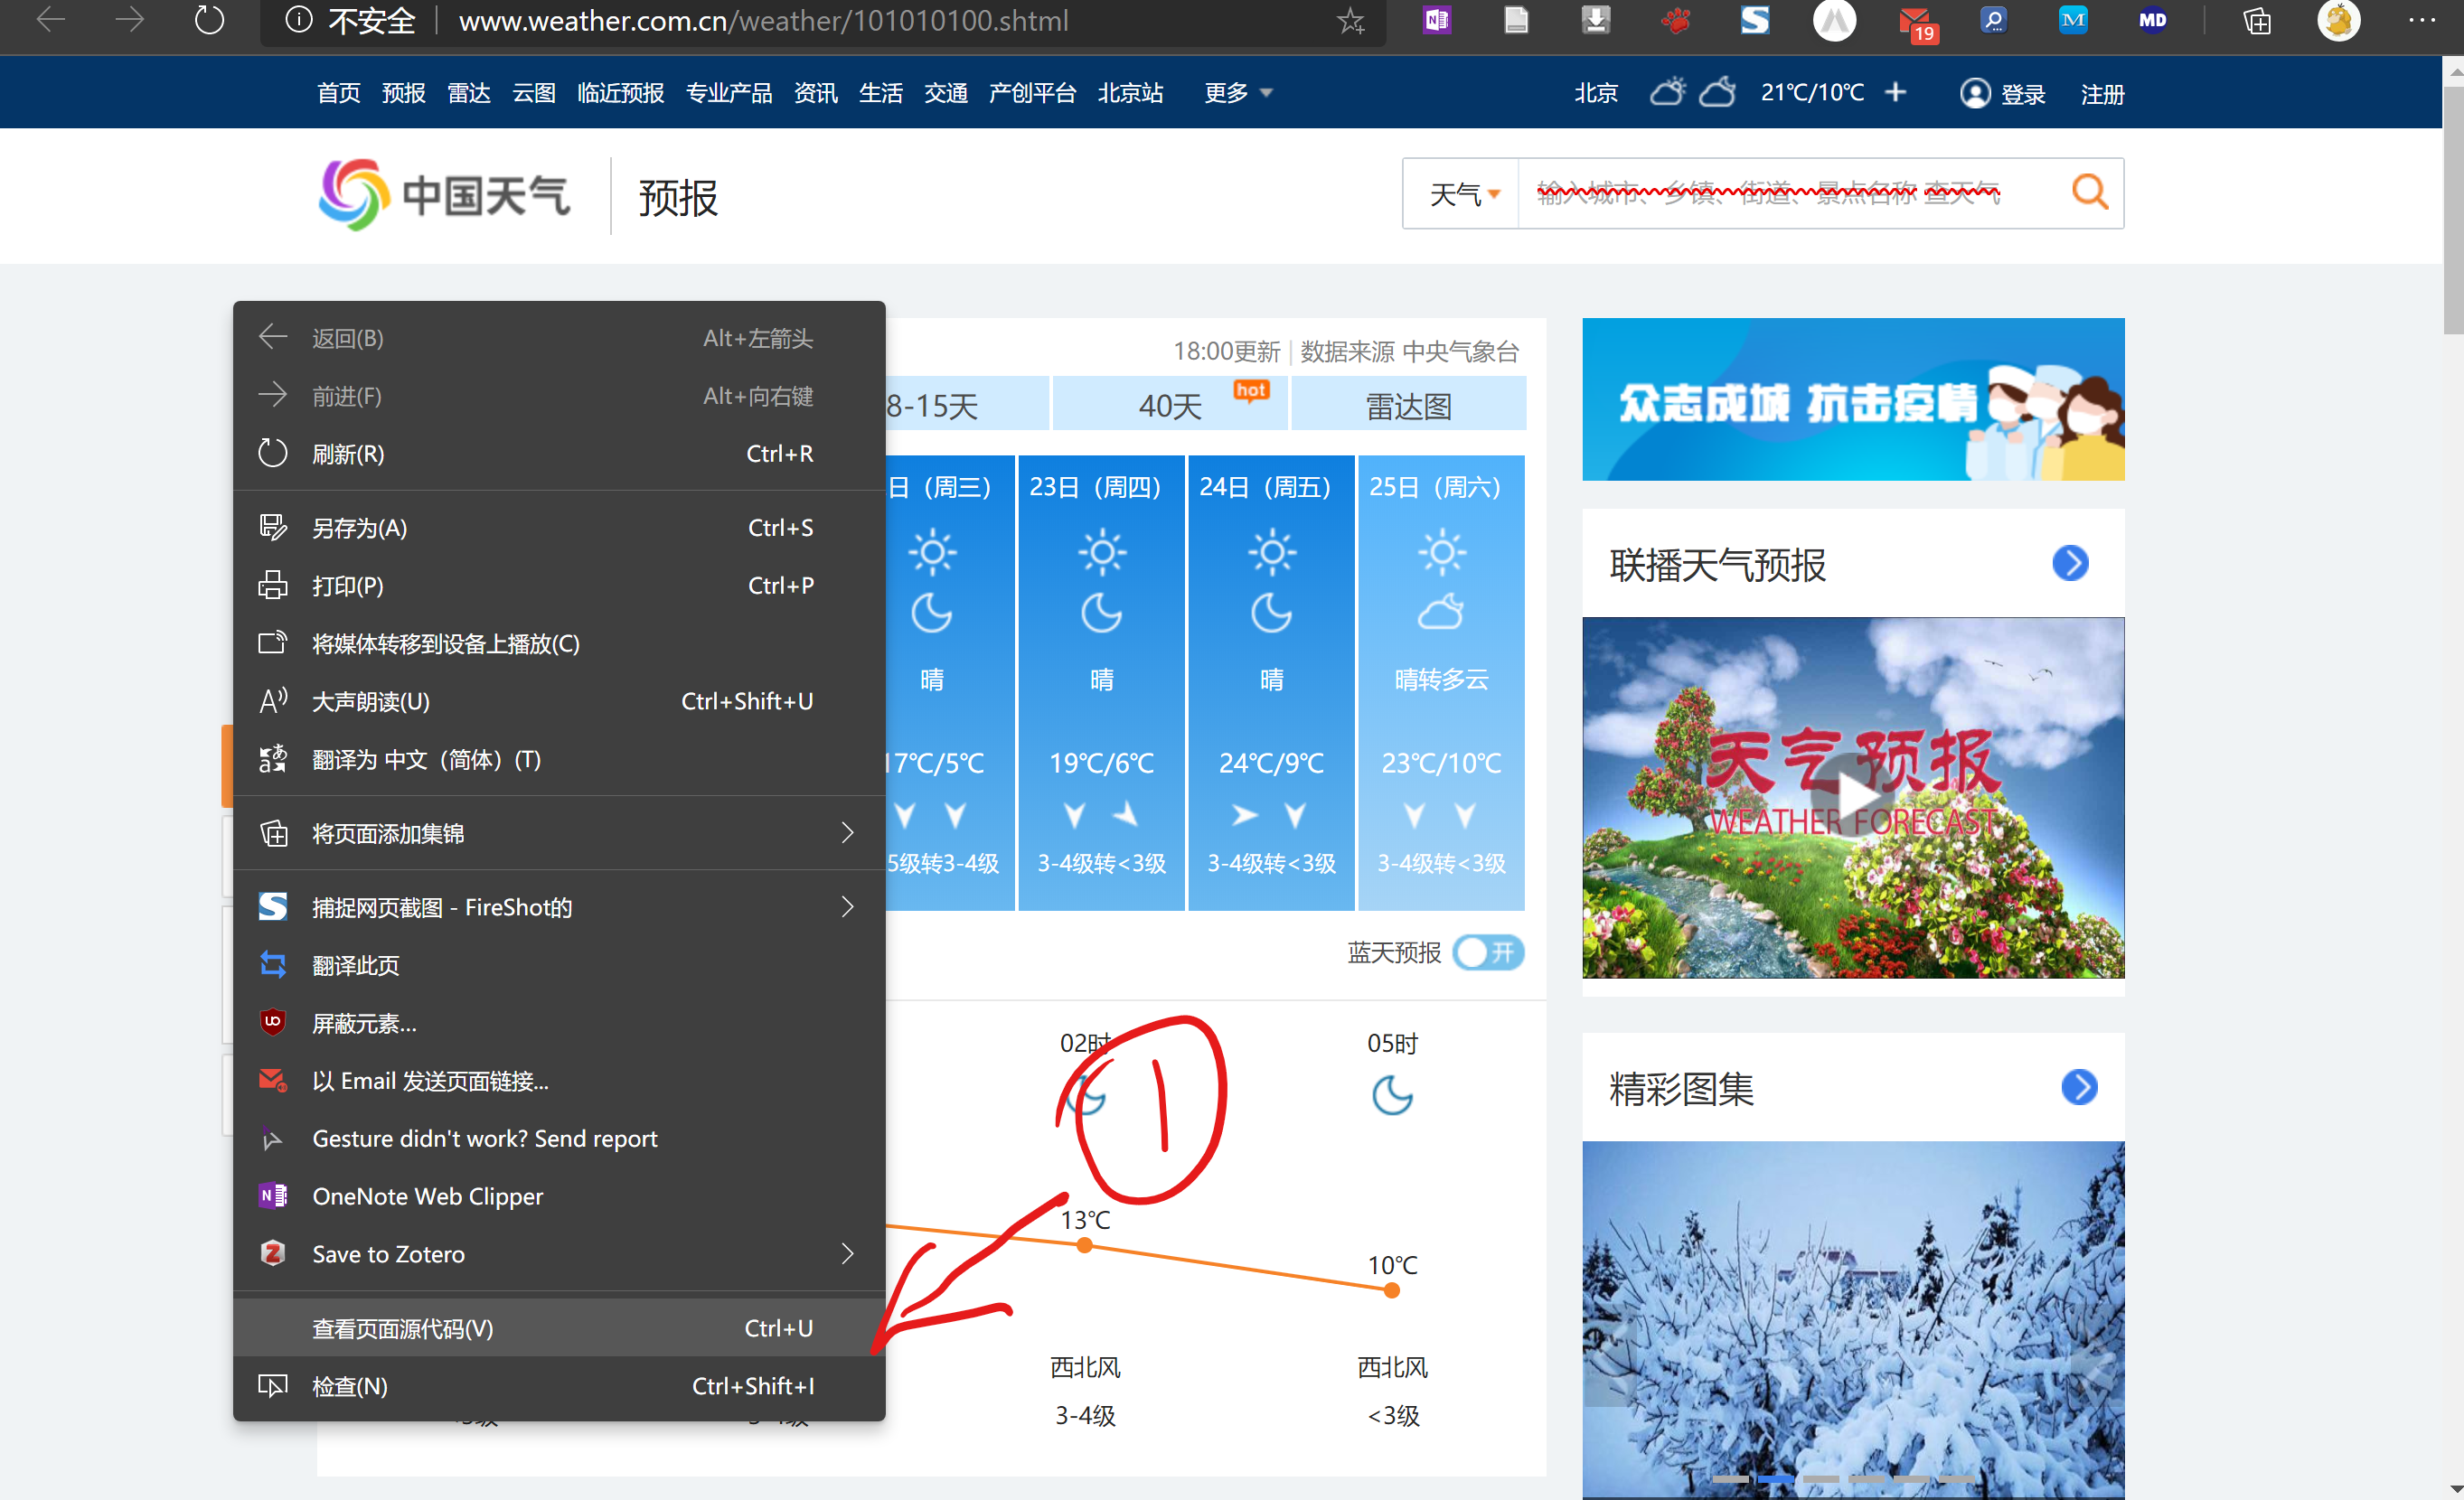 不安全 www.weather.com.cn/weather/101010100.shtml
19
MD
首页 预报 雷达 云图 临近预报 专业产品 资讯 生活 交通 产创平台 北京站 更多
北京 21℃/10℃ + 登录 注册
中国天气 预报
天气 输入城市、乡镇、街道、景点名称 查天气
返回(B) Alt+左箭头
前进(F) Alt+向右键
刷新(R) Ctrl+R
另存为(A) Ctrl+S
打印(P) Ctrl+P
将媒体转移到设备上播放(C)
大声朗读(U) Ctrl+Shift+U
翻译为 中文（简体）(T)
将页面添加集锦
捕捉网页截图 - FireShot的
翻译此页
屏蔽元素...
以 Email 发送页面链接...
Gesture didn't work? Send report
OneNote Web Clipper
Save to Zotero
查看页面源代码(V) Ctrl+U
检查(N) Ctrl+Shift+I
18:00更新 数据来源 中央气象台
8-15天 40天 hot 雷达图
日（周三） 23日（周四） 24日（周五） 25日（周六）
晴 晴 晴 晴转多云
17℃/5℃ 19℃/6℃ 24℃/9℃ 23℃/10℃
5级转3-4级 3-4级转<3级 3-4级转<3级 3-4级转<3级
蓝天预报 开
02时 05时
1
13℃
10℃
西北风 西北风
3-4级 <3级
众志成城 抗击疫情
联播天气预报
天气预报
WEATHER FORECAST
精彩图集